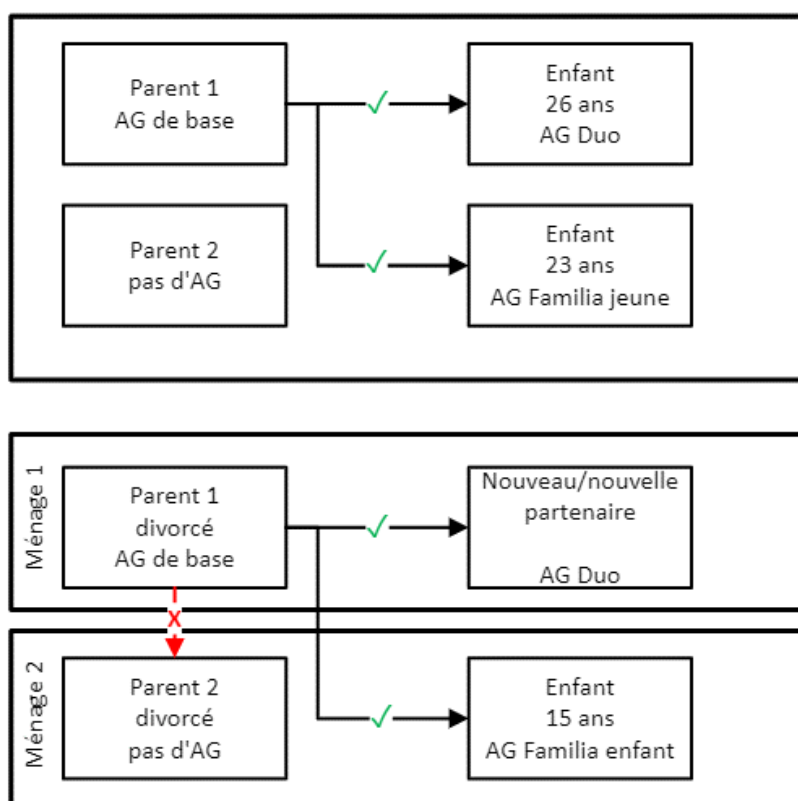 Parent 1
AG de base
Enfant
26 ans
AG Duo
Parent 2
pas d'AG
Enfant
23 ans
AG Familia jeune
Ménage 1
Parent 1
divorcé
AG de base
Nouveau/nouvelle
partenaire
AG Duo
X
Ménage 2
Parent 2
divorcé
pas d'AG
Enfant
15 ans
AG Familia enfant